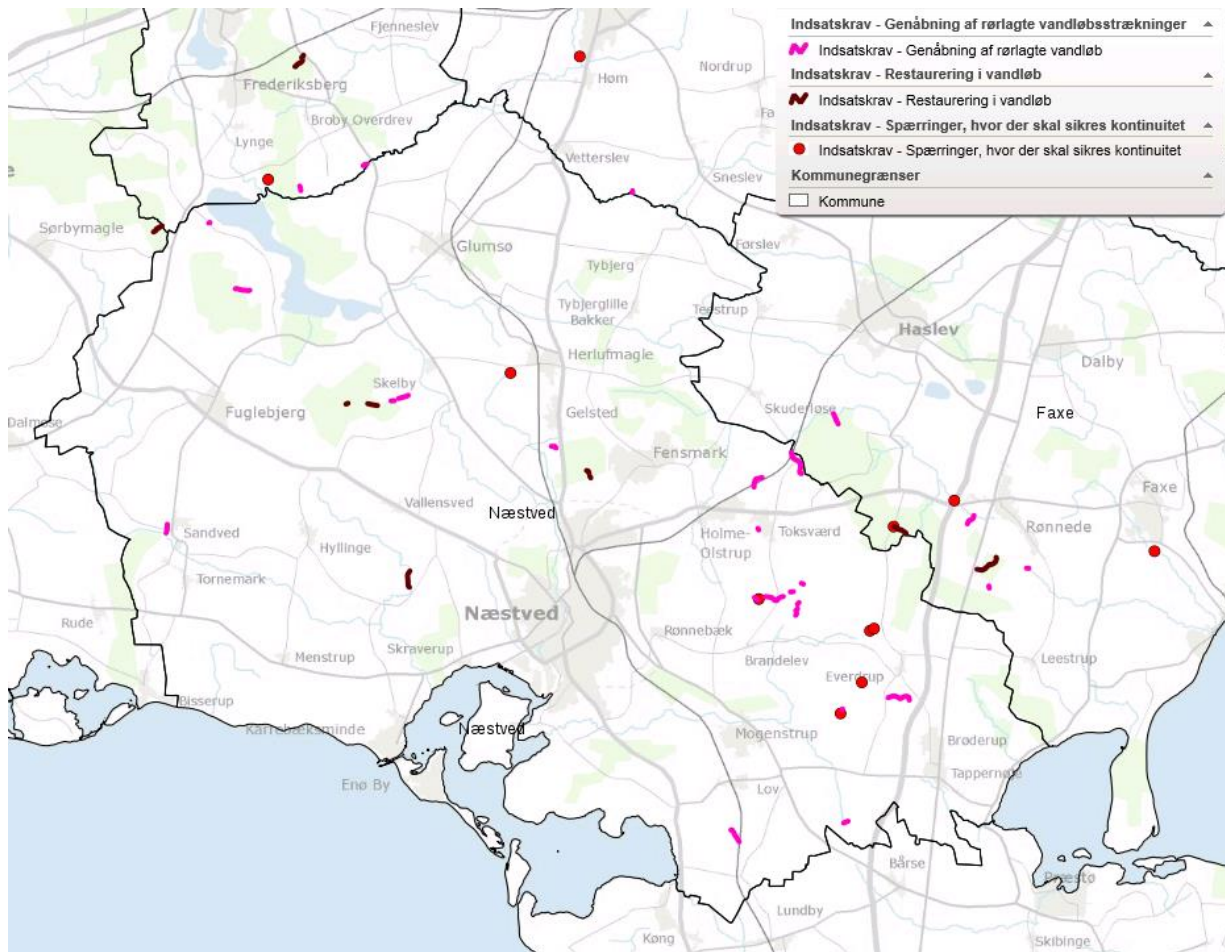 Indsatskrav - Genåbning af rørlagte vandløbsstrækninger
Indsatskrav - Genåbning af rørlagte vandløb
Indsatskrav - Restaurering i vandløb
Indsatskrav - Restaurering i vandløb
Indsatskrav - Spærringer, hvor der skal sikres kontinuitet
Indsatskrav - Spærringer, hvor der skal sikres kontinuitet
Kommunegrænser
Kommune
Fjenneslev
Frederiksberg
Høm
Nordrup
Broby Overdrev
Lynge
Vetterslev
Sneslev
Sørbymagle
Glumsø
Førslev
Tybjerg
Tybjerglille
Bakker
Teestrup
Haslev
Herlufmagle
Dalby
Skelby
Skuderløse
Faxe
Fuglebjerg
Gelsted
Dalmose
Fensmark
Faxe
Vallensved
Næstved
Rønnede
Sandved
Holme-
Olstrup
Toksværd
Hyllinge
Tornemark
Næstved
Rude
Rønnebæk
Menstrup
Skraverup
Brandelev
Leestrup
Everdrup
Bisserup
Karrebæksminde
Næstved
Mogenstrup
Brøderup
Tappernøje
Enø By
Lov
Bårse
Præstø
Lundby
Køng
Skibinge